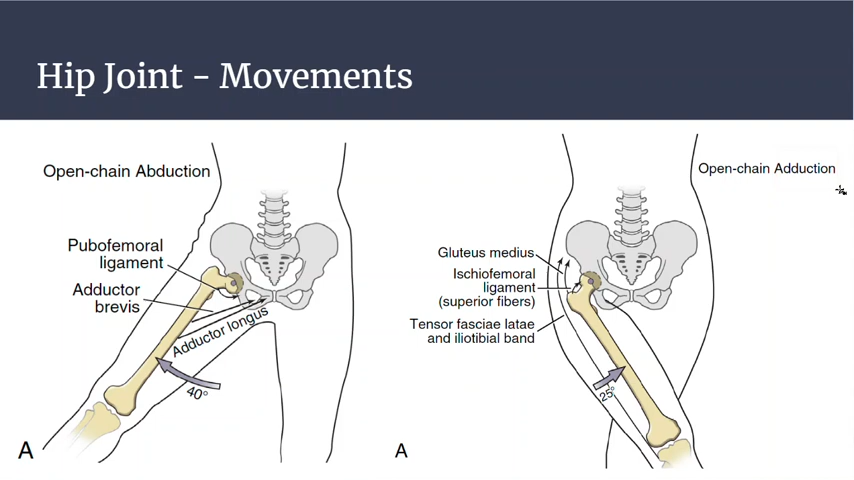 Hip Joint - Movements
Open-chain Abduction
Pubofemoral
ligament
Adductor
brevis
Adductor longus
40°
A
Open-chain Adduction
Gluteus medius
Ischiofemoral
ligament
(superior fibers)
Tensor fasciae latae
and iliotibial band
25°
A